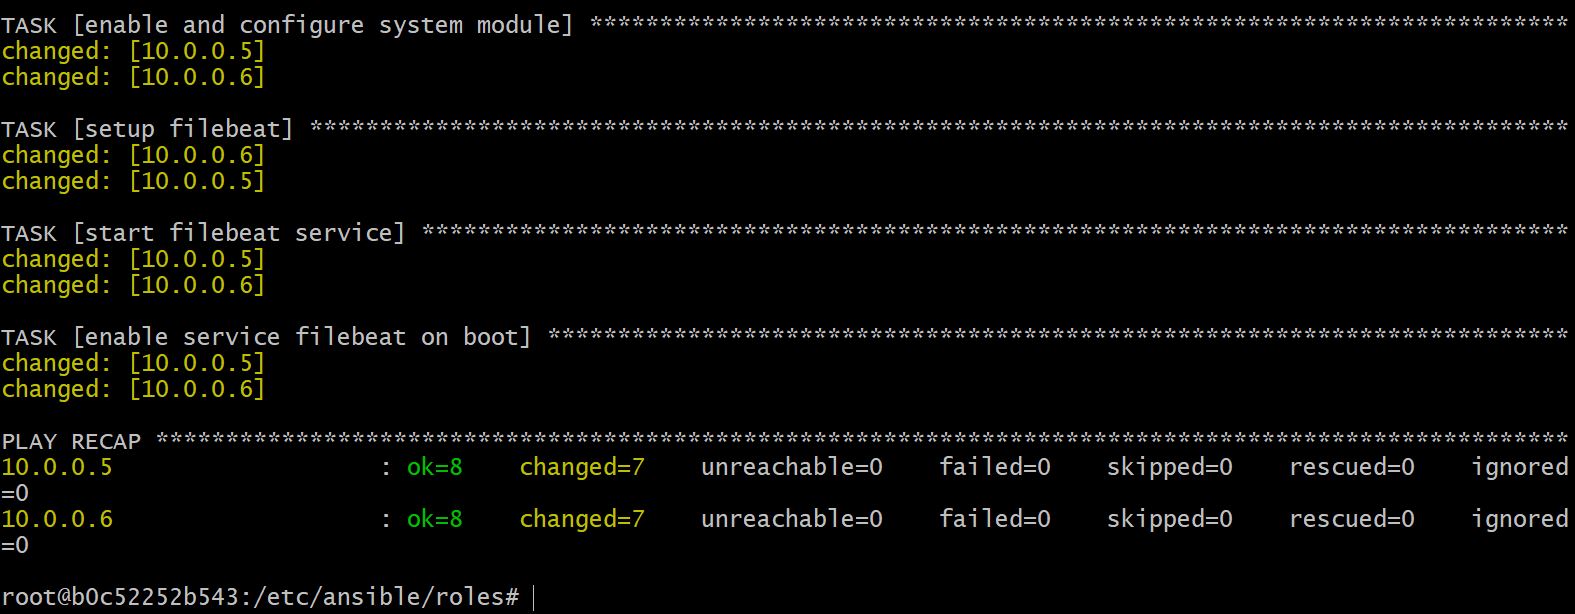 TASK [enable and configure system module] **********************************************************************
changed: [10.0.0.5]
changed: [10.0.0.6]
TASK [setup filebeat] ******************************************************************************************
changed: [10.0.0.6]
changed: [10.0.0.5]
TASK [start filebeat service] **********************************************************************************
changed: [10.0.0.5]
changed: [10.0.0.6]
TASK [enable service filebeat on boot] *************************************************************************
changed: [10.0.0.5]
changed: [10.0.0.6]
PLAY RECAP *****************************************************************************************************
10.0.0.5                   : ok=8    changed=7    unreachable=0    failed=0    skipped=0    rescued=0    ignored
=0
10.0.0.6                   : ok=8    changed=7    unreachable=0    failed=0    skipped=0    rescued=0    ignored
=0
root@b0c52252b543:/etc/ansible/roles#